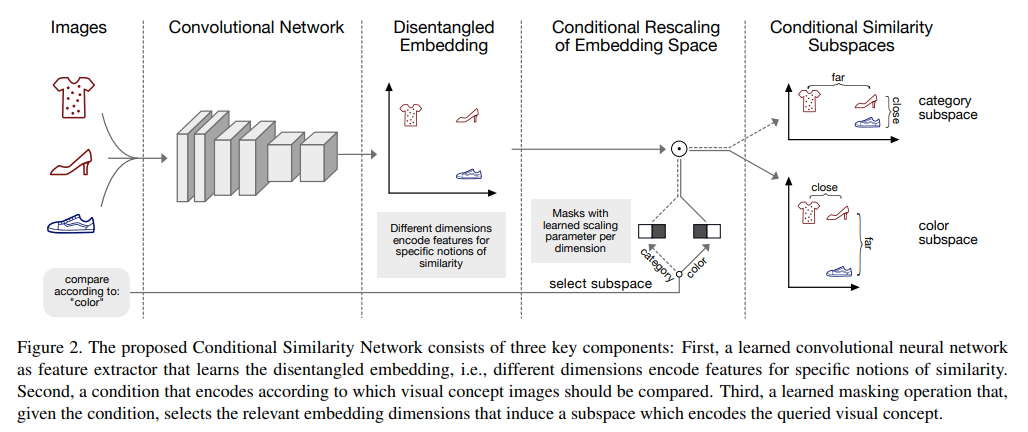 Images
Convolutional Network
Disentangled
Embedding
Conditional Rescaling
of Embedding Space
Conditional Similarity
Subspaces
far
close
category
subspace
close
far
color
subspace
Different dimensions
encode features for
specific notions of
similarity
Masks with
learned scaling
parameter per
dimension
category
color
select subspace
compare
according to:
"color"
Figure 2. The proposed Conditional Similarity Network consists of three key components: First, a learned convolutional neural network
as feature extractor that learns the disentangled embedding, i.e., different dimensions encode features for specific notions of similarity.
Second, a condition that encodes according to which visual concept images should be compared. Third, a learned masking operation that,
given the condition, selects the relevant embedding dimensions that induce a subspace which encodes the queried visual concept.